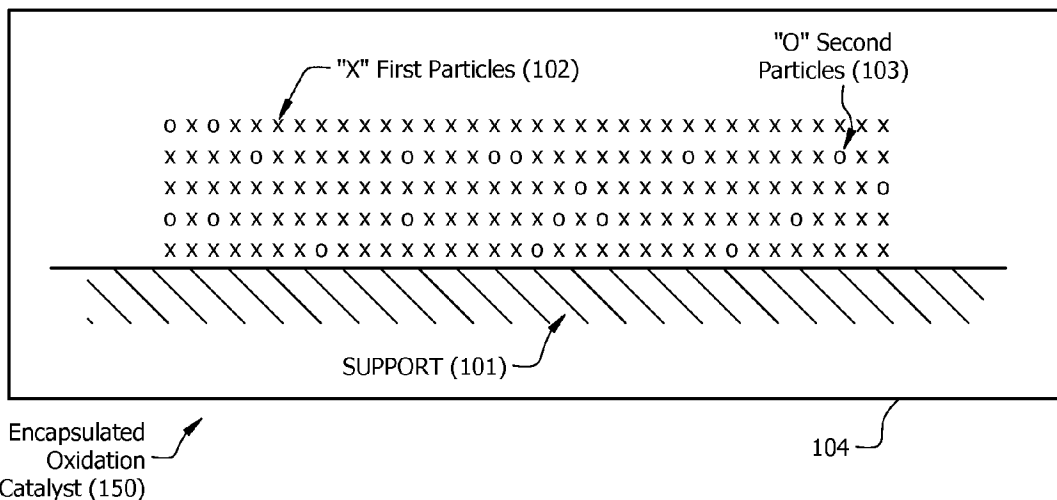 "O" Second
"X" First Particles (102)
Particles (103)
o x o x x x x x x x x x x x x x x x x x x x x x x x x x x x x x x x
x x x x o x x x x x x o x x x o o x x x x x x x o x x x x x x o x x
x x x x x x x x x x x x x x x x x x x o x x x x x x x x x x x x x o
o x o x x x x x x x x o x x x x x x o x o x x x x x x x x o x x x x
x x x x x x x o x x x x x x x x x o x x x x x x x x o x x x x x x x
SUPPORT (101)
Encapsulated
Oxidation
Catalyst (150)
104